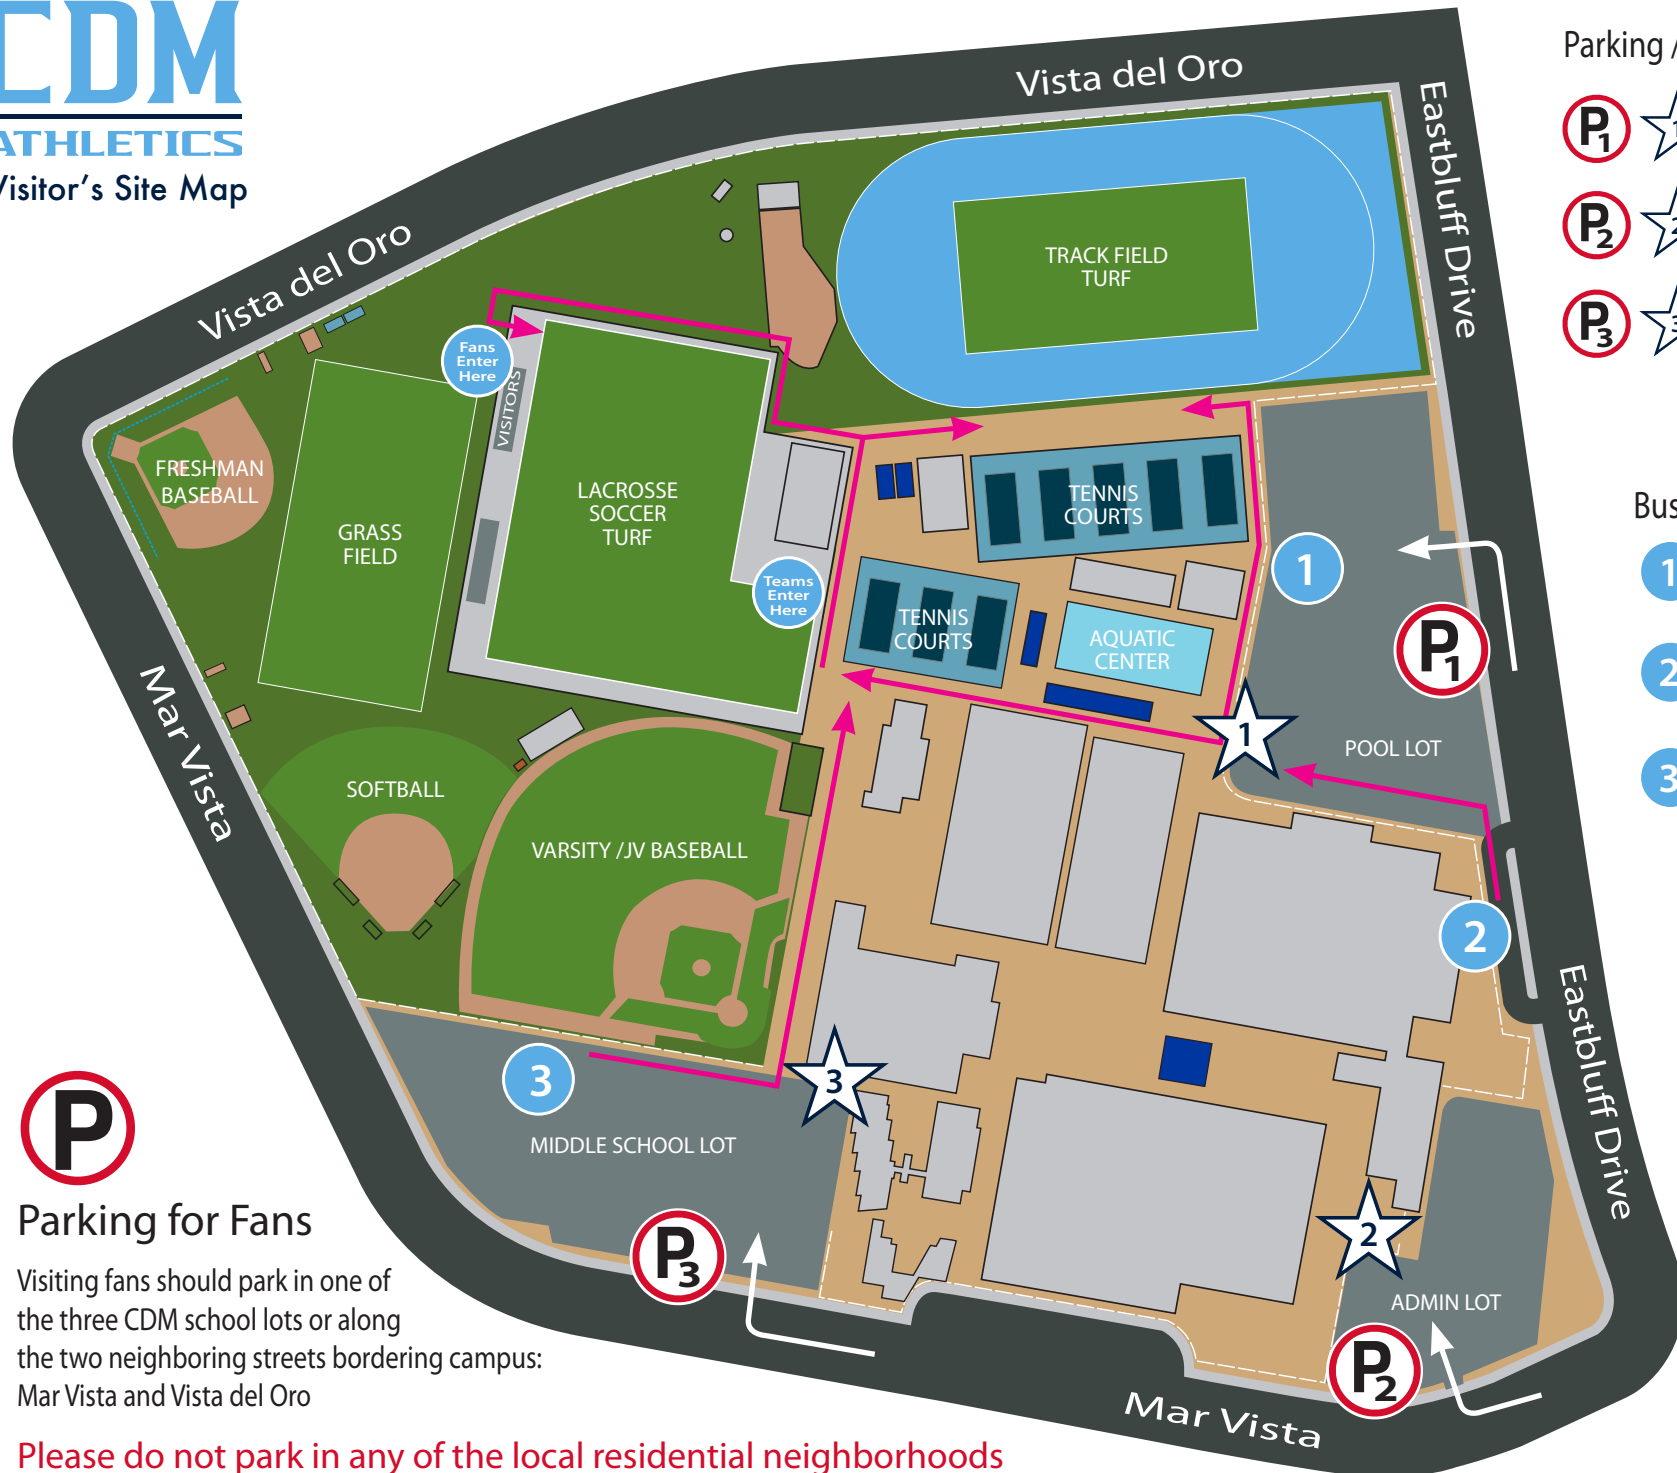 CDM
ATHLETICS
Visitor's Site Map
Vista del Oro
Eastbluff Drive
Vista del Oro
Parking /
P1
1
P2
2
P3
3
TRACK FIELD
TURF
Fans
Enter
Here
VISITORS
FRESHMAN
BASEBALL
GRASS
FIELD
LACROSSE
SOCCER
TURF
TENNIS
COURTS
Teams
Enter
Here
TENNIS
COURTS
AQUATIC
CENTER
1
P1
Bus
1
2
3
1
POOL LOT
Mar Vista
SOFTBALL
VARSITY /JV BASEBALL
2
Eastbluff Drive
3
3
MIDDLE SCHOOL LOT
P3
2
ADMIN LOT
P2
Mar Vista
P
Parking for Fans
Visiting fans should park in one of
the three CDM school lots or along
the two neighboring streets bordering campus:
Mar Vista and Vista del Oro
Please do not park in any of the local residential neighborhoods